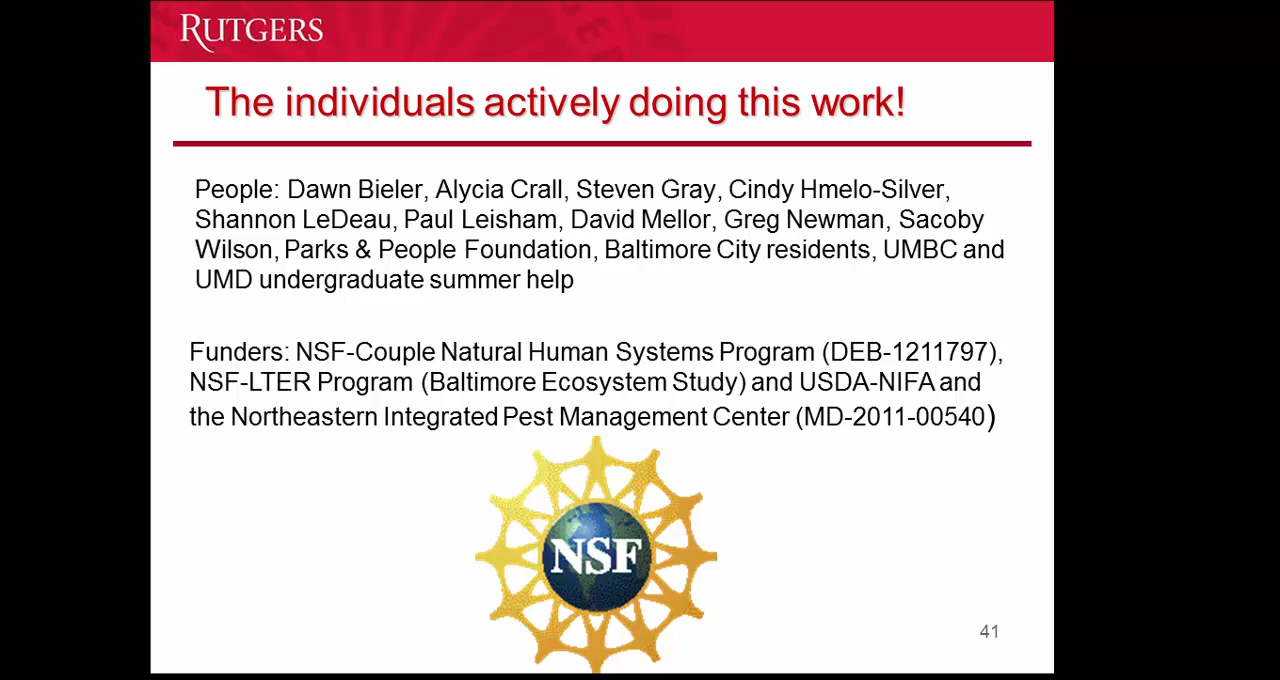 RUTGERS
The individuals actively doing this work!
People: Dawn Bieler, Alycia Crall, Steven Gray, Cindy Hmelo-Silver,
Shannon LeDeau, Paul Leisham, David Mellor, Greg Newman, Sacoby
Wilson, Parks & People Foundation, Baltimore City residents, UMBC and
UMD undergraduate summer help
Funders: NSF-Couple Natural Human Systems Program (DEB-1211797),
NSF-LTER Program (Baltimore Ecosystem Study) and USDA-NIFA and
the Northeastern Integrated Pest Management Center (MD-2011-00540)
NSF
41